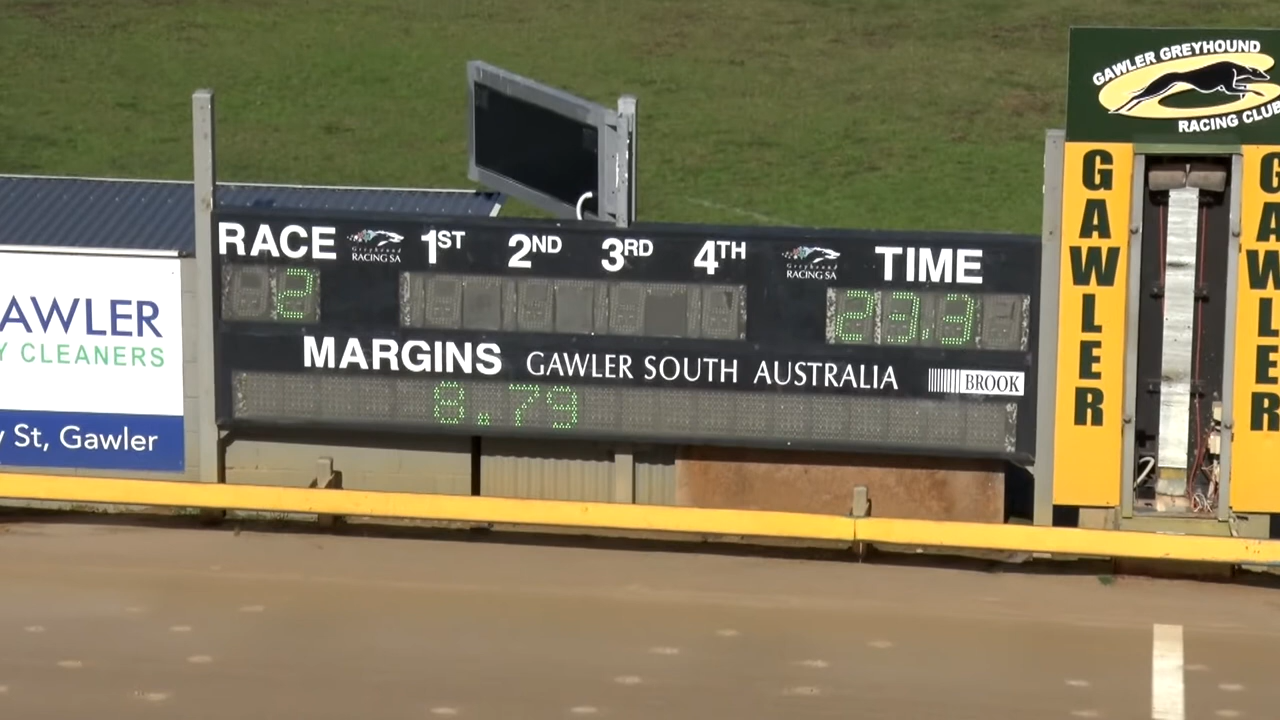 GAWLER GREYHOUND
RACING CLUB
GAWLER
GAWLER
RACE
Greyhound
RACING SA
1ST
2ND
3RD
4TH
Greyhound
RACING SA
TIME
2
23.3
MARGINS
GAWLER SOUTH AUSTRALIA
BROOK
8.79
AWLER
Y CLEANERS
y St, Gawler